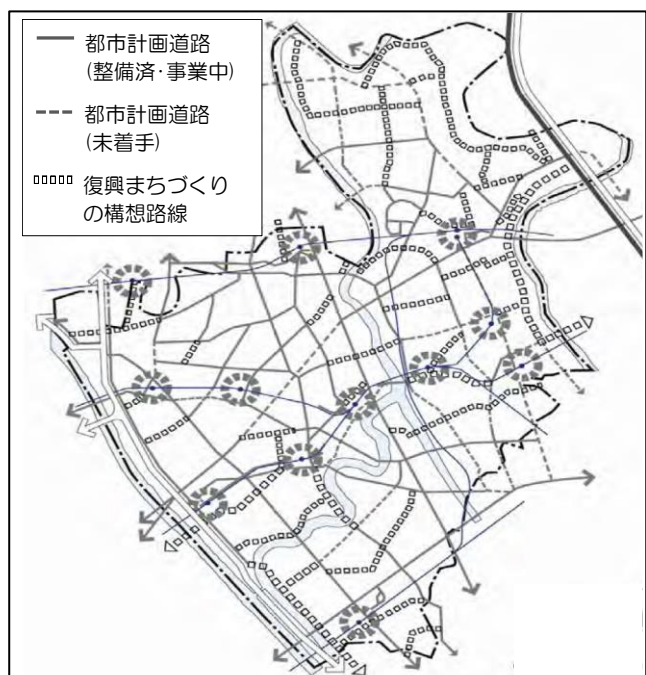 都市計画道路
(整備済・事業中)
都市計画道路
(未着手)
復興まちづくり
の構想路線